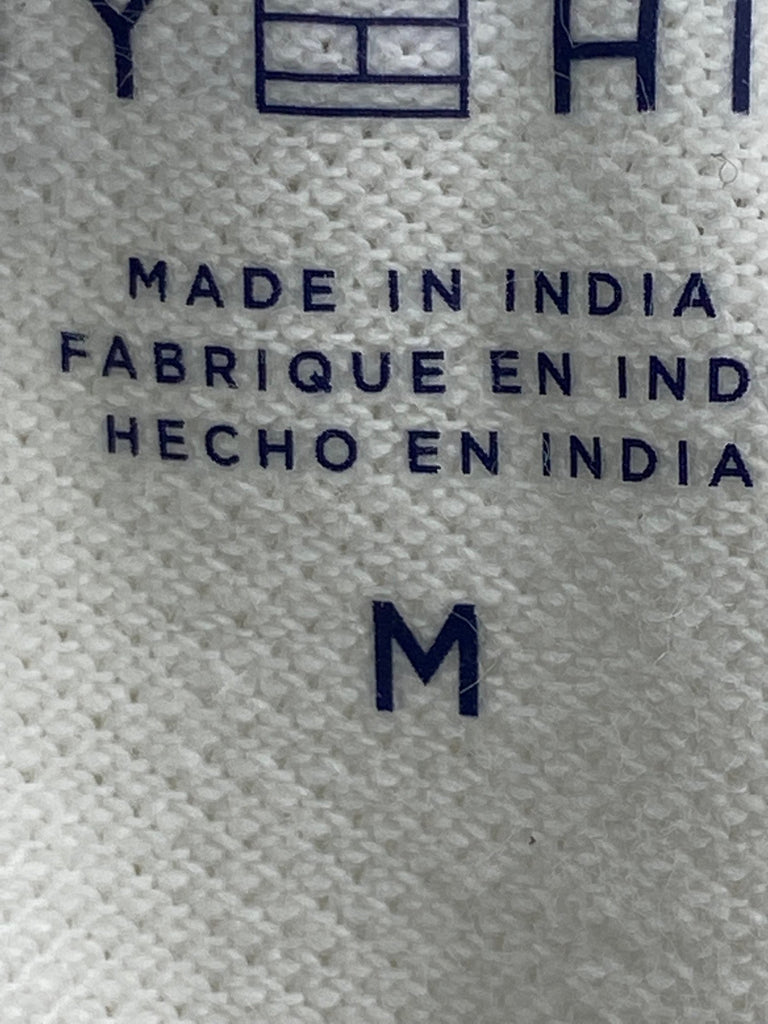 MADE IN INDIA
FABRIQUE EN IND
HECHO EN INDIA
M